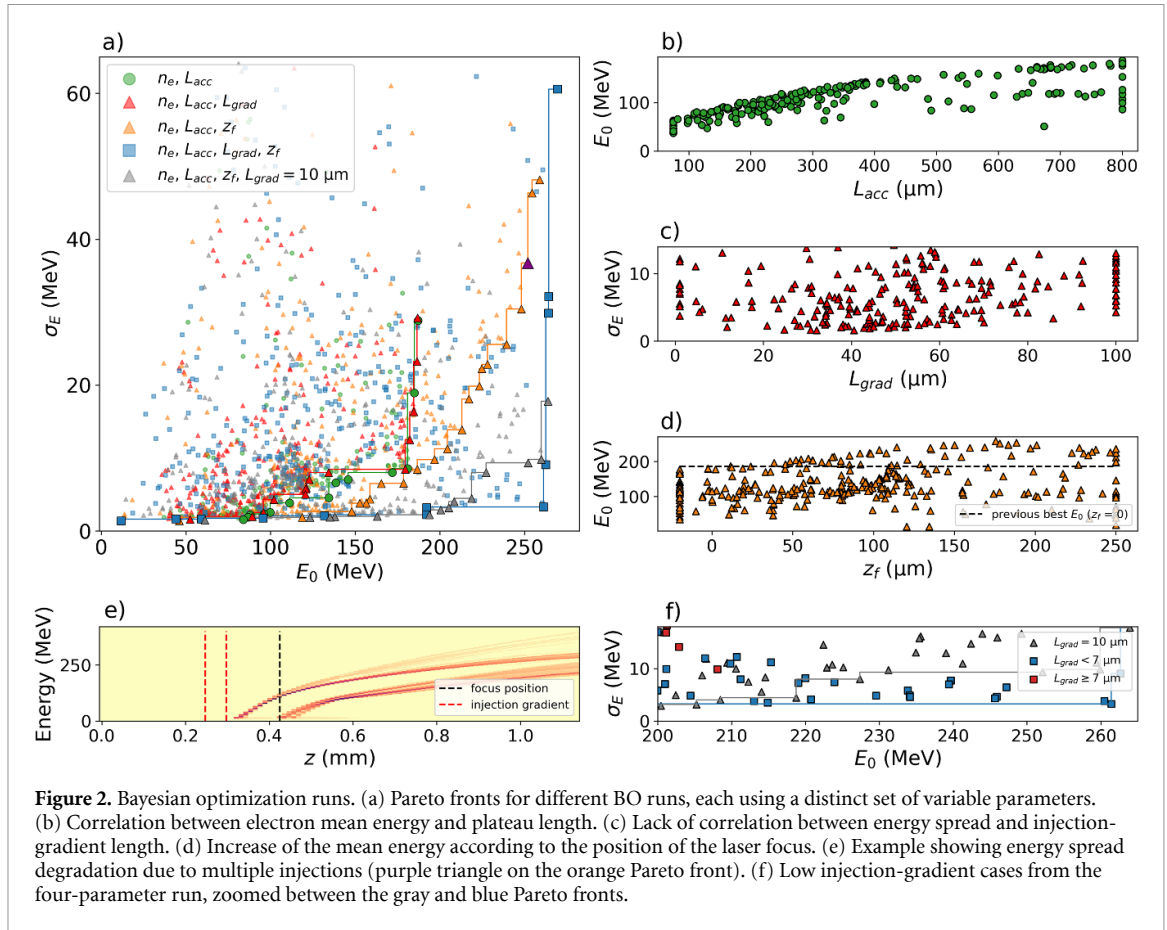 a)
n_e, L_acc
n_e, L_acc, L_grad
n_e, L_acc, z_f
n_e, L_acc, L_grad, z_f
n_e, L_acc, z_f, L_grad = 10 μm
60
40
20
0
σ_E (MeV)
0 50 100 150 200 250
E_0 (MeV)
b)
100
E_0 (MeV)
100 200 300 400 500 600 700 800
L_acc (μm)
c)
10
0
σ_E (MeV)
0 20 40 60 80 100
L_grad (μm)
d)
200
100
E_0 (MeV)
previous best E_0 (z_f = 0)
0 50 100 150 200 250
z_f (μm)
e)
250
0
Energy (MeV)
focus position
injection gradient
0.0 0.2 0.4 0.6 0.8 1.0
z (mm)
f)
10
0
σ_E (MeV)
L_grad = 10 μm
L_grad < 7 μm
L_grad ≥ 7 μm
200 210 220 230 240 250 260
E_0 (MeV)
Figure 2. Bayesian optimization runs. (a) Pareto fronts for different BO runs, each using a distinct set of variable parameters.
(b) Correlation between electron mean energy and plateau length. (c) Lack of correlation between energy spread and injection-
gradient length. (d) Increase of the mean energy according to the position of the laser focus. (e) Example showing energy spread
degradation due to multiple injections (purple triangle on the orange Pareto front). (f) Low injection-gradient cases from the
four-parameter run, zoomed between the gray and blue Pareto fronts.